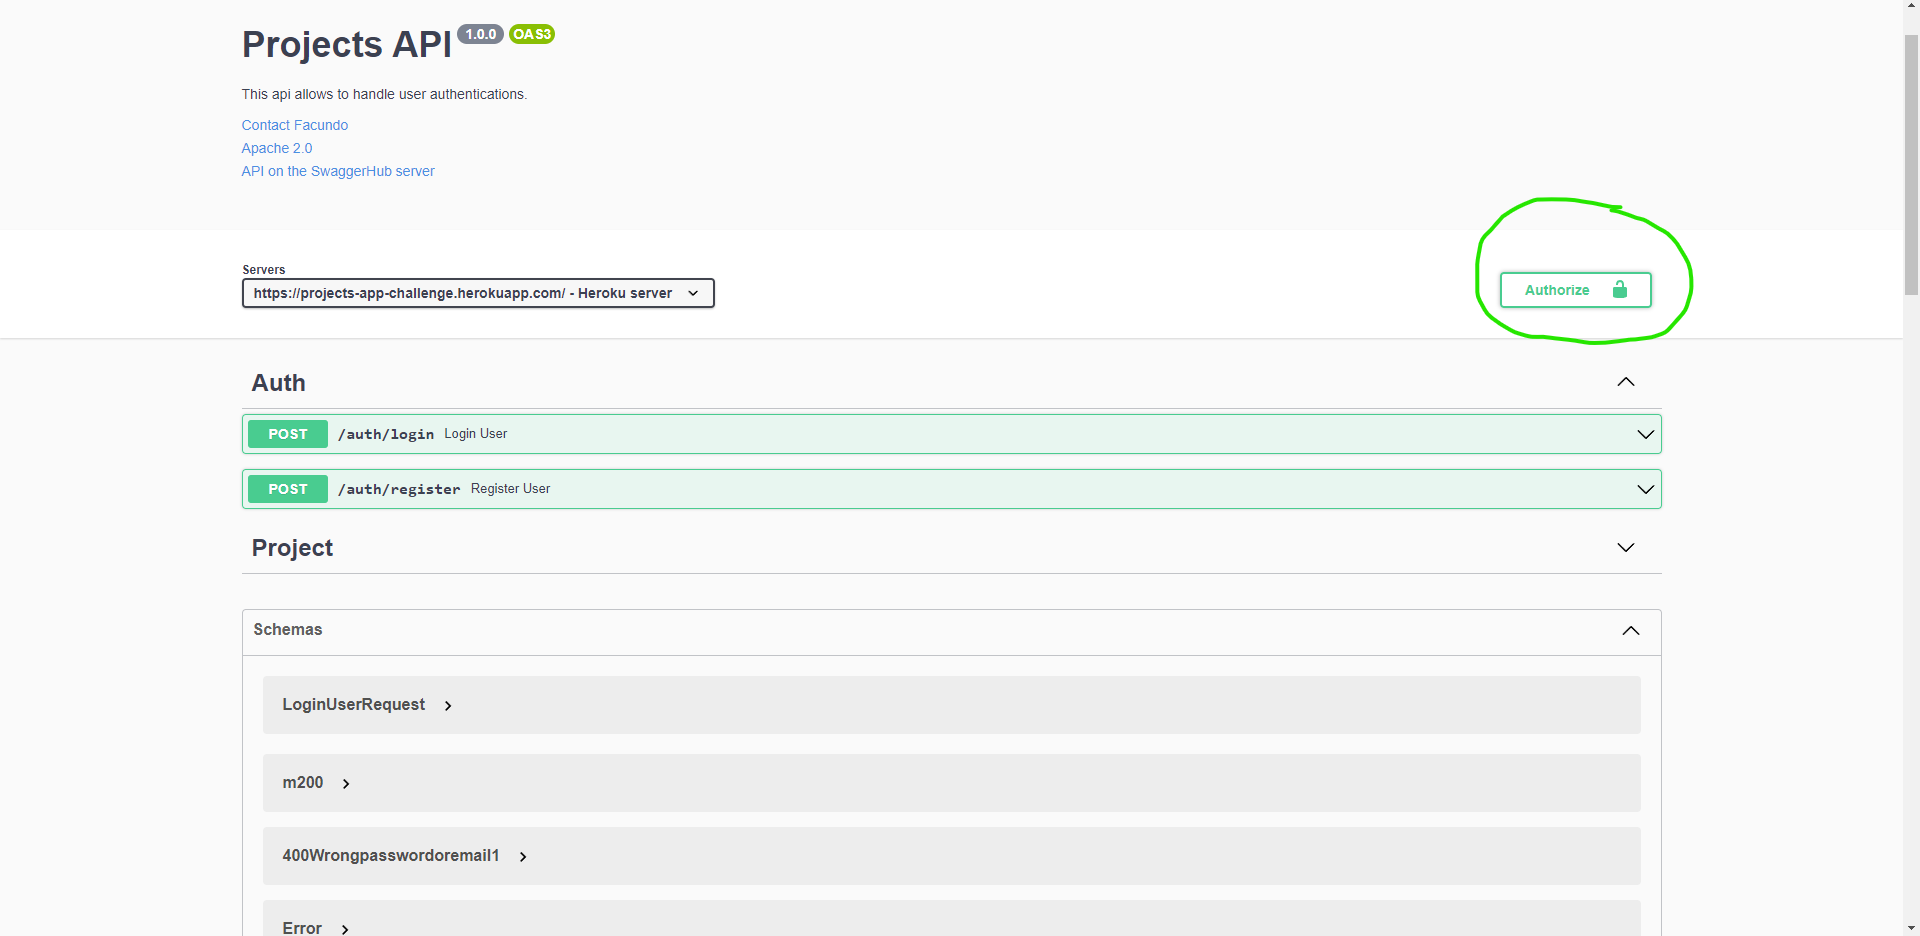 Projects API 1.0.0 OAS3
This api allows to handle user authentications.
Contact Facundo
Apache 2.0
API on the SwaggerHub server
Servers
https://projects-app-challenge.herokuapp.com/ - Heroku server
Authorize
Auth
POST /auth/login Login User
POST /auth/register Register User
Project
Schemas
LoginUserRequest
m200
400Wrongpasswordoremail1
Error